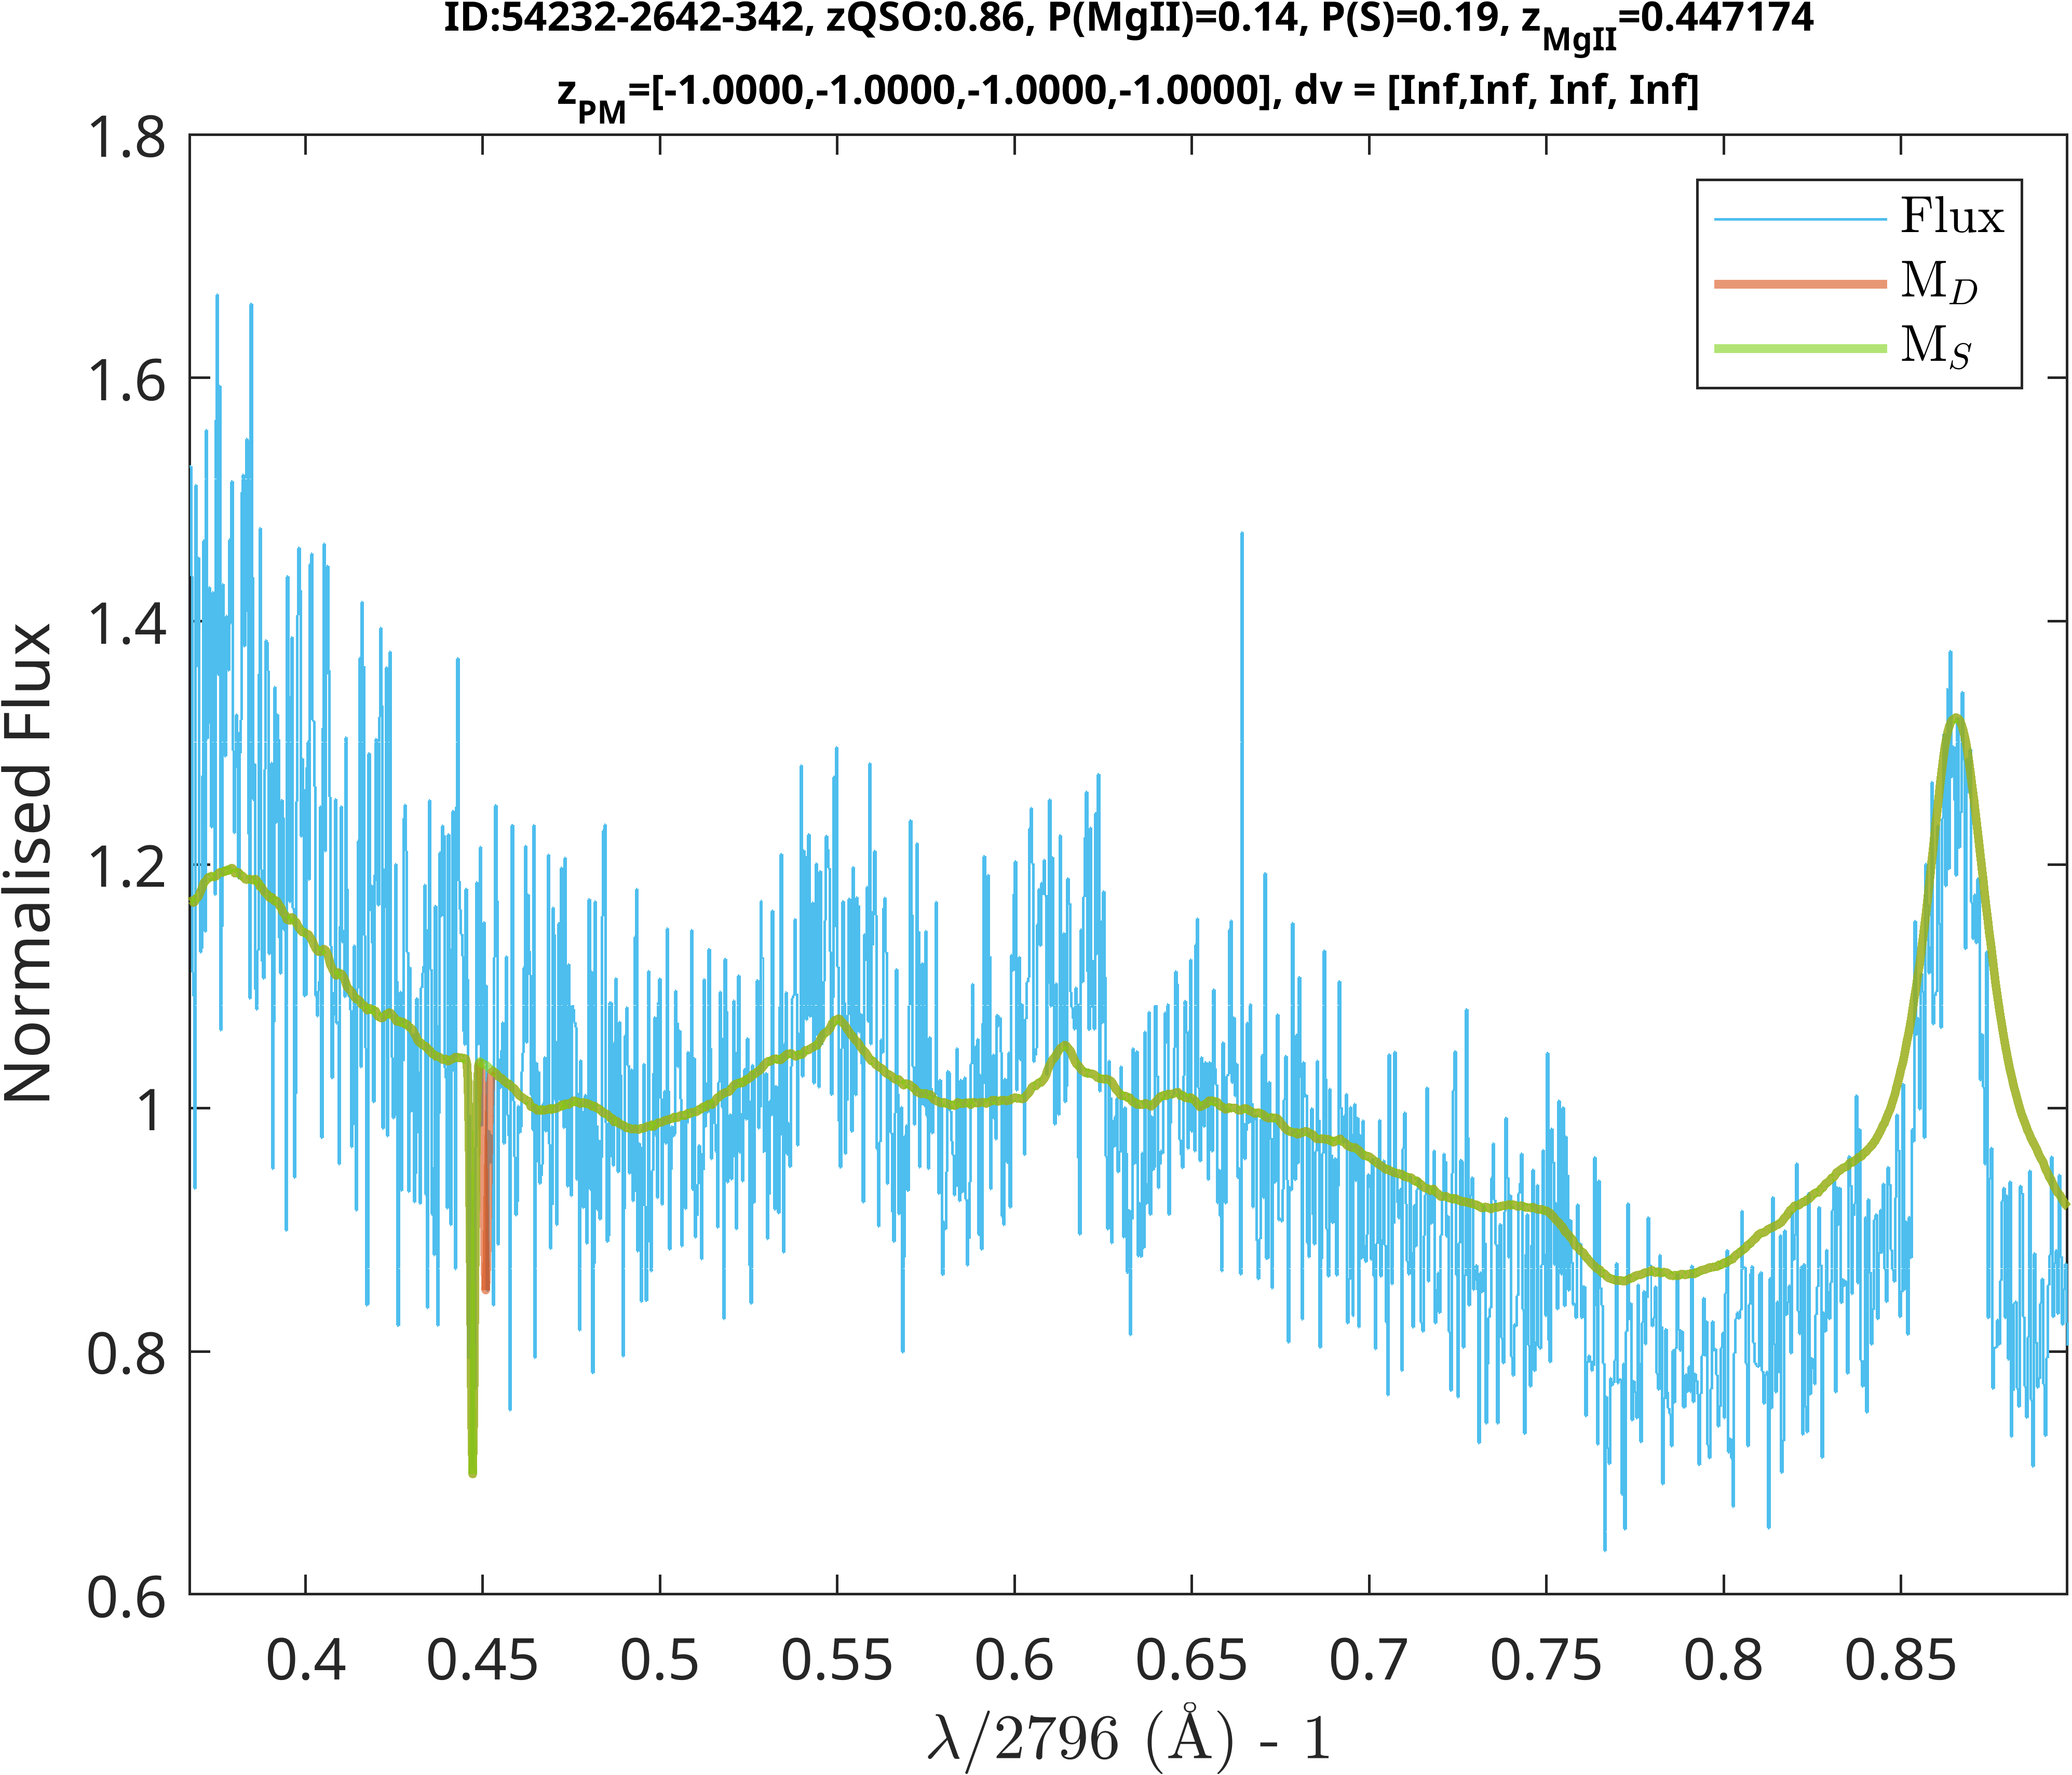 ID:54232-2642-342, zQSO:0.86, P(MgII)=0.14, P(S)=0.19, zMgII=0.447174
zPM=[-1.0000,-1.0000,-1.0000,-1.0000], dv = [Inf,Inf, Inf, Inf]
1.8
1.6
1.4
1.2
1
0.8
0.6
Normalised Flux
Flux
MD
MS
0.4 0.45 0.5 0.55 0.6 0.65 0.7 0.75 0.8 0.85
λ/2796 (Å) - 1